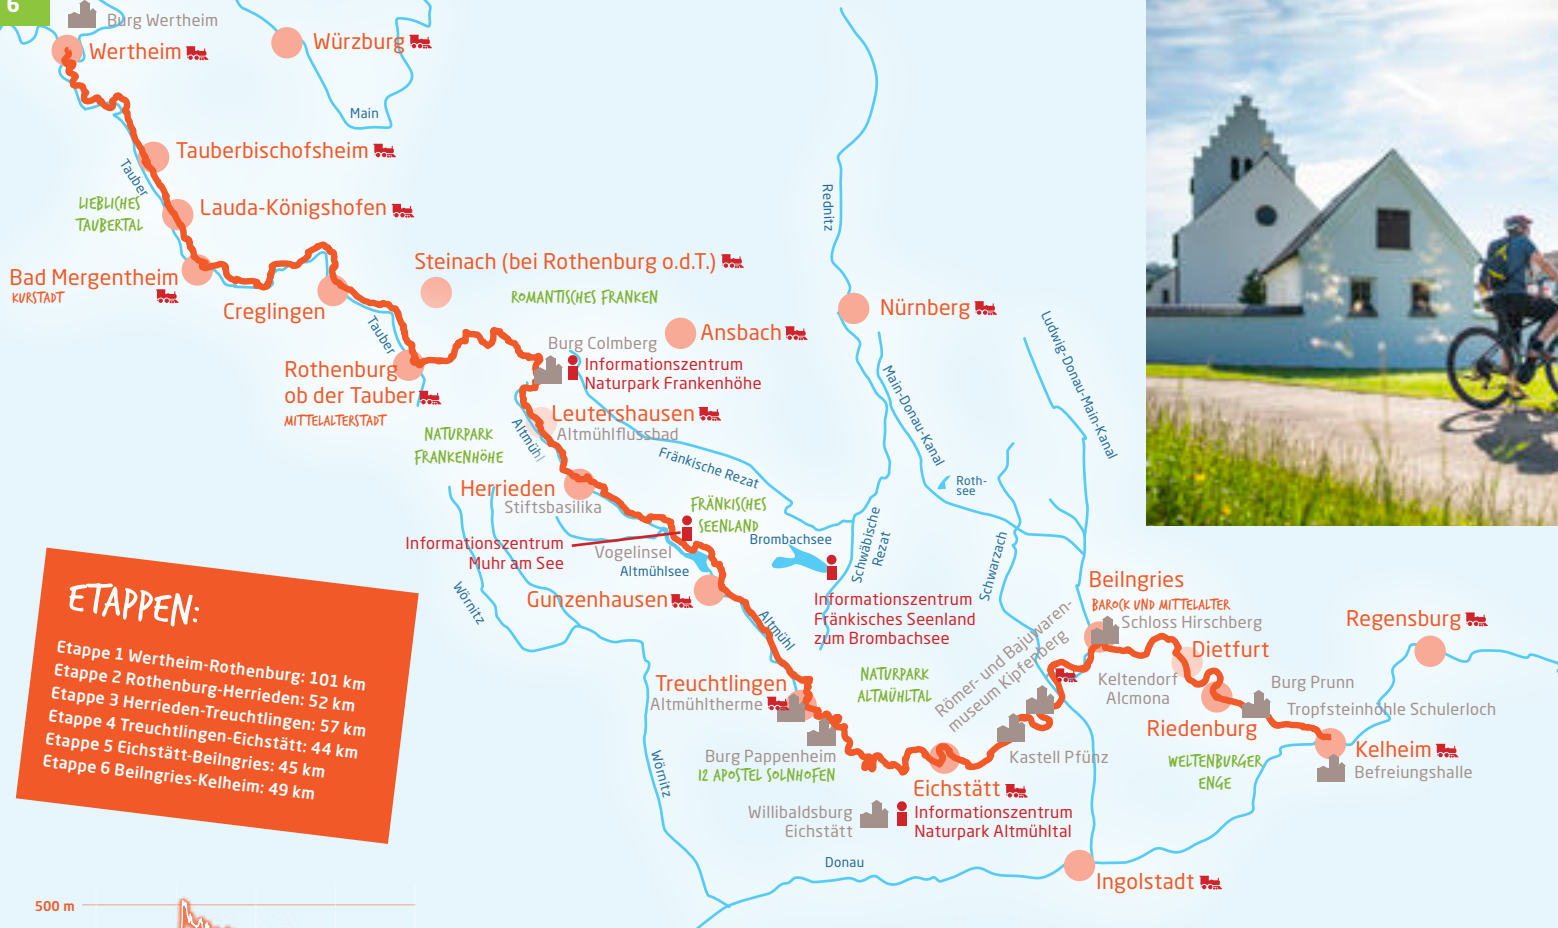 6
Burg Wertheim
Wertheim
Würzburg
Main
Tauberbischofsheim
Tauber
LIEBLICHES
TAUBERTAL
Lauda-Königshofen
Bad Mergentheim
KURSTADT
Creglingen
Tauber
Steinach (bei Rothenburg o.d.T.)
ROMANTISCHES FRANKEN
Rednitz
Nürnberg
Ansbach
Burg Colmberg
Informationszentrum
Naturpark Frankenhöhe
Rothenburg
ob der Tauber
MITTELALTERSTADT
Leutershausen
Altmühlflussbad
Altmühl
NATURPARK
FRANKENHÖHE
Fränkische Rezat
Main-Donau-Kanal
Ludwig-Donau-Main-Kanal
Roth-
see
Herrieden
Stiftsbasilika
FRÄNKISCHES
SEENLAND
Informationszentrum
Muhr am See
Vogelinsel
Altmühlsee
Brombachsee
Schwäbische
Rezat
Schwarzach
Gunzenhausen
Wörnitz
Altmühl
Informationszentrum
Fränkisches Seenland
zum Brombachsee
Beilngries
BAROCK UND MITTELALTER
Schloss Hirschberg
Dietfurt
Regensburg
Römer- und Bajuwaren-
museum Kipfenberg
NATURPARK
ALTMÜHLTAL
Treuchtlingen
Altmühltherme
Keltendorf
Alcmona
Burg Prunn
Tropfsteinhöhle Schulerloch
Riedenburg
Burg Pappenheim
12 APOSTEL SOLNHOFEN
Kastell Pfünz
WELTENBURGER
ENGE
Kelheim
Befreiungshalle
Wörnitz
Eichstätt
Willibaldsburg
Eichstätt
Informationszentrum
Naturpark Altmühltal
Donau
Ingolstadt
ETAPPEN:
Etappe 1 Wertheim-Rothenburg: 101 km
Etappe 2 Rothenburg-Herrieden: 52 km
Etappe 3 Herrieden-Treuchtlingen: 57 km
Etappe 4 Treuchtlingen-Eichstätt: 44 km
Etappe 5 Eichstätt-Beilngries: 45 km
Etappe 6 Beilngries-Kelheim: 49 km
500 m